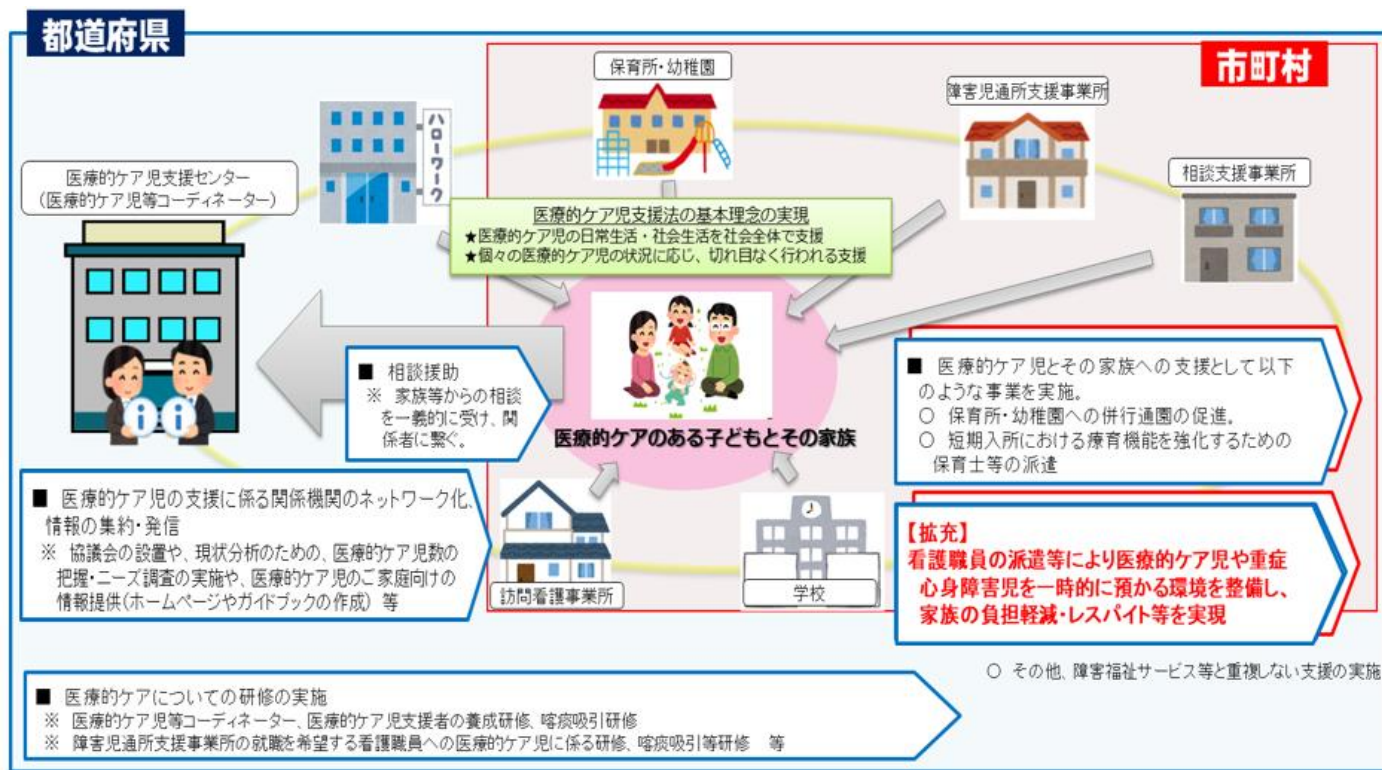 都道府県
市町村
保育所・幼稚園
障害児通所支援事業所
ハローワーク
相談支援事業所
医療的ケア児支援センター
（医療的ケア児等コーディネーター）
医療的ケア児支援法の基本理念の実現
★医療的ケア児の日常生活・社会生活を社会全体で支援
★個々の医療的ケア児の状況に応じ、切れ目なく行われる支援
■ 相談援助
※ 家族等からの相談
を一義的に受け、関
係者に繋ぐ。
医療的ケアのある子どもとその家族
■ 医療的ケア児とその家族への支援として以下
のような事業を実施。
○ 保育所・幼稚園への併行通園の促進。
○ 短期入所における療育機能を強化するための
保育士等の派遣
■ 医療的ケア児の支援に係る関係機関のネットワーク化、
情報の集約・発信
※ 協議会の設置や、現状分析のための、医療的ケア児数の
把握・ニーズ調査の実施や、医療的ケア児のご家庭向けの
情報提供（ホームページやガイドブックの作成） 等
訪問看護事業所
学校
【拡充】
看護職員の派遣等により医療的ケア児や重症
心身障害児を一時的に預かる環境を整備し、
家族の負担軽減・レスパイト等を実現
○ その他、障害福祉サービス等と重複しない支援の実施
■ 医療的ケアについての研修の実施
※ 医療的ケア児等コーディネーター、医療的ケア児支援者の養成研修、喀痰吸引研修
※ 障害児通所支援事業所の就職を希望する看護職員への医療的ケア児に係る研修、喀痰吸引等研修 等